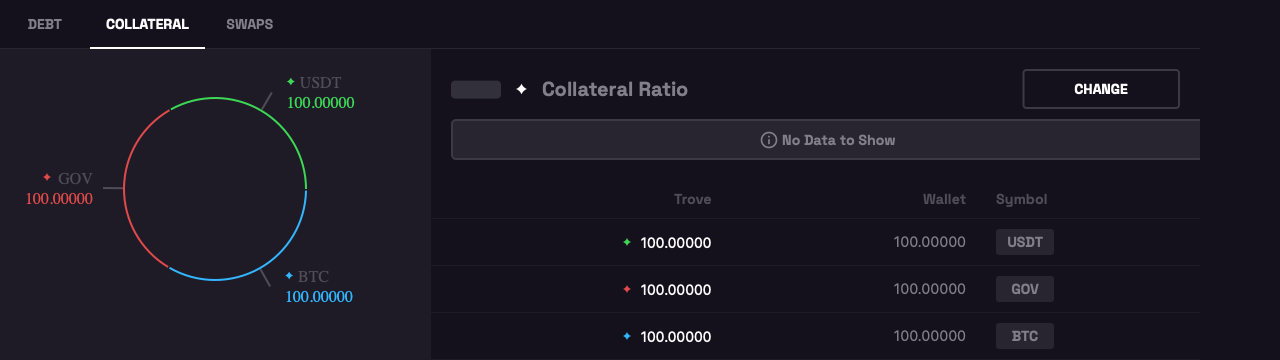 DEBT COLLATERAL SWAPS
✦ USDT
100.00000
✦ GOV
100.00000
✦ BTC
100.00000
✦ Collateral Ratio
CHANGE
No Data to Show
Trove Wallet Symbol
✦ 100.00000 100.00000 USDT
✦ 100.00000 100.00000 GOV
✦ 100.00000 100.00000 BTC